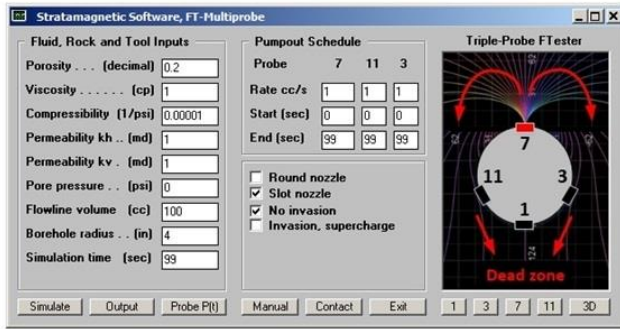 Stratamagnetic Software, FT-Multiprobe
Fluid, Rock and Tool Inputs
Porosity . . . (decimal) 0.2
Viscosity . . . . . . (cp) 1
Compressibility (1/psi) 0.00001
Permeability kh . . (md) 1
Permeability kv . (md) 1
Pore pressure . . (psi) 0
Flowline volume (cc) 100
Borehole radius . . (in) 4
Simulation time (sec) 99
Simulate Output Probe P(t)
Pumpout Schedule
Probe 7 11 3
Rate cc/s 1 1 1
Start (sec) 0 0 0
End (sec) 99 99 99
Round nozzle
Slot nozzle
No invasion
Invasion, supercharge
Manual Contact Exit
Triple-Probe FTester
62
62
42
7
11 3
1
124
Dead zone
1 3 7 11 3D